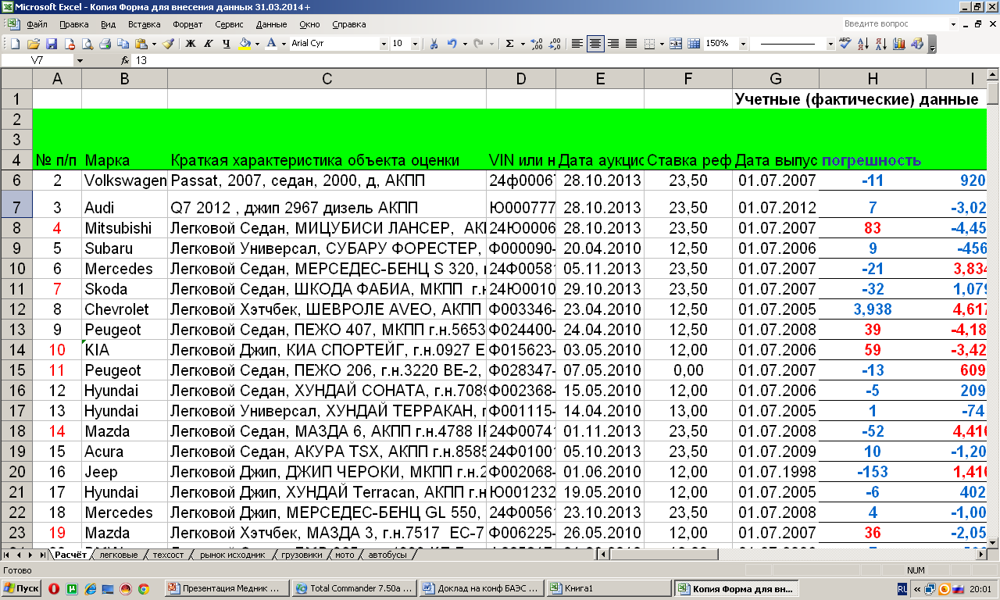 Microsoft Excel - Копия Форма для внесения данных 31.03.2014+
Файл Правка Вид Вставка Формат Сервис Данные Окно Справка Введите вопрос
Ж К Ч Arial Cyr 10 Σ 150%
V7 fx 13
A B C D E F G H I
1 Учетные (фактические) данные
2
3
4 № п/п Марка Краткая характеристика объекта оценки VIN или н Дата аукцио Ставка реф Дата выпус погрешность
6 2 Volkswagen Passat, 2007, седан, 2000, д, АКПП 24ф0006 28.10.2013 23,50 01.07.2007 -11 920
7 3 Audi Q7 2012 , джип 2967 дизель АКПП Ю000777 28.10.2013 23,50 01.07.2012 7 -3,02
8 4 Mitsubishi Легковой Седан, МИЦУБИСИ ЛАНСЕР, АК 24Ю0006 28.10.2013 23,50 01.07.2007 83 -4,45
9 5 Subaru Легковой Универсал, СУБАРУ ФОРЕСТЕР, Ф000090- 20.04.2010 12,50 01.07.2006 9 -456
10 6 Mercedes Легковой Седан, МЕРСЕДЕС-БЕНЦ S 320, 24Ф0058 05.11.2013 23,50 01.07.2007 -21 3,834
11 7 Skoda Легковой Седан, ШКОДА ФАБИА, МКПП г.н 24Ю0010 29.10.2013 23,50 01.07.2007 -32 1,079
12 8 Chevrolet Легковой Хэтчбек, ШЕВРОЛЕ AVEO, АКПП Ф003346- 23.04.2010 12,50 01.07.2005 3,938 4,617
13 9 Peugeot Легковой Седан, ПЕЖО 407, МКПП г.н.5653 Ф024400- 24.04.2010 12,50 01.07.2008 39 -4,18
14 10 KIA Легковой Джип, КИА СПОРТЕЙГ, г.н.0927 Е Ф015623- 03.05.2010 12,00 01.07.2006 59 -3,42
15 11 Peugeot Легковой Седан, ПЕЖО 206, г.н.3220 ВЕ-2, Ф028347- 07.05.2010 0,00 01.07.2007 -13 609
16 12 Hyundai Легковой Седан, ХУНДАЙ СОНАТА, г.н.7089 Ф002368- 15.05.2010 12,00 01.07.2006 -5 209
17 13 Hyundai Легковой Универсал, ХУНДАЙ ТЕРРАКАН, г Ф001115- 14.04.2010 13,00 01.07.2005 1 -74
18 14 Mazda Легковой Седан, МАЗДА 6, АКПП г.н.4788 I 24Ф0074 01.11.2013 23,50 01.07.2008 -52 4,416
19 15 Acura Легковой Седан, АКУРА TSX, АКПП г.н.8585 24Ф0100 05.10.2013 23,50 01.07.2009 10 -1,20
20 16 Jeep Легковой Джип, ДЖИП ЧЕРОКИ, МКПП г.н.2 Ф002068- 01.06.2010 12,00 01.07.1998 -153 1,416
21 17 Hyundai Легковой Джип, ХУНДАЙ Terracan, АКПП г.н Ю001232 19.05.2010 12,00 01.07.2005 -6 402
22 18 Mercedes Легковой Джип, МЕРСЕДЕС-БЕНЦ GL 550, 24Ф0056 23.10.2013 23,50 01.07.2008 4 -1,00
23 19 Mazda Легковой Хэтчбек, МАЗДА 3, г.н.7517 ЕС-7 Ф006225- 26.05.2010 12,00 01.07.2006 36 -2,05
Расчёт легковые техсост рынок исходник грузовики мото автобусы
Готово NUM
Пуск Презентация Медник ... Total Commander 7.50a ... Доклад на конф БАЭС ... Книга1 Копия Форма для вн... RU « 20:01